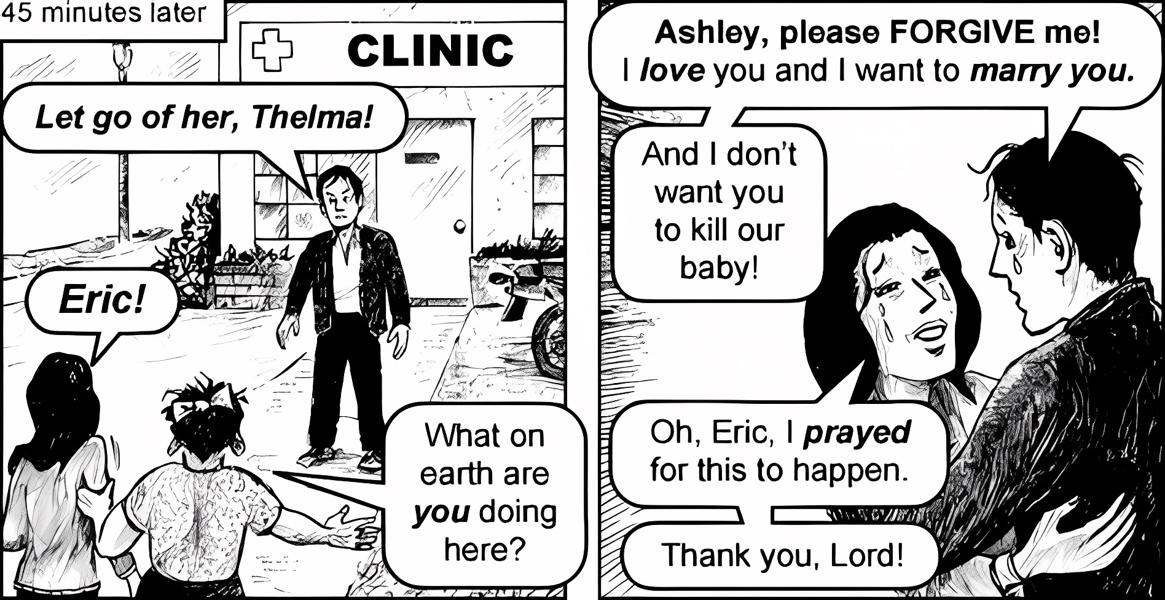 45 minutes later
CLINIC
Let go of her, Thelma!
Eric!
What on
earth are
you doing
here?
Ashley, please FORGIVE me!
I love you and I want to marry you.
And I don't
want you
to kill our
baby!
Oh, Eric, I prayed
for this to happen.
Thank you, Lord!